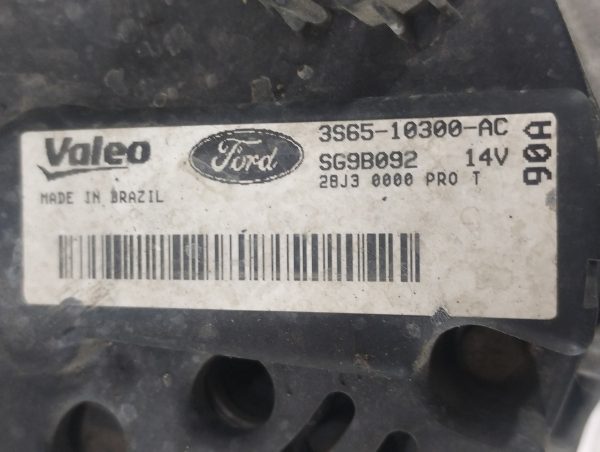 Valeo
Ford
3S65-10300-AC
SG9B092 14V
90A
28J3 0000 PRO T
MADE IN BRAZIL